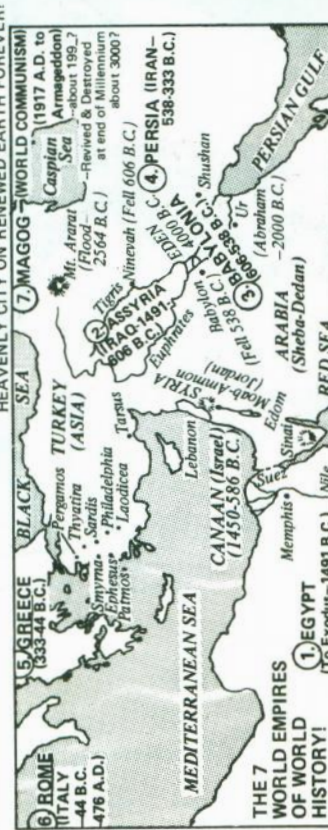 HEAVENLY CITY ON RENEWED EARTH FOREVER!
6. ROME
(ITALY
44 B.C.
-476 A.D.)
5. GREECE
(333-44 B.C.)
BLACK SEA
7. MAGOG-(WORLD COMMUNISM)
(1917 A.D. to
Armageddon)
-about 199...?
-Revived & Destroyed
at end of Millennium
about 3000?
Caspian
Sea
Mt. Ararat
(Flood-
2564 B.C.)
TURKEY
(ASIA)
Pergamos
Thyatira
Sardis
Philadelphia
Laodicea
Smyrna
Ephesus
Patmos
Tarsus
Tigris
Ninevah (Fell 606 B.C.)
2. ASSYRIA
(IRAQ-1491-
606 B.C.)
Euphrates
EDEN
4000 B.C.
4. PERSIA (IRAN-
538-333 B.C.)
Shushan
3. BABYLONIA
(606-538 B.C.)
Babylon
(Fell 538 B.C.)
Ur
(Abraham
-2000 B.C.)
PERSIAN GULF
SYRIA
Moab-Ammon
(Jordan)
Lebanon
CANAAN (Israel)
(1450-586 B.C.)
MEDITERRANEAN SEA
Edom
Sinai
Suez
Memphis
ARABIA
(Sheba-Dedan)
RED SEA
Nile
THE 7
WORLD EMPIRES
OF WORLD
HISTORY!
1. EGYPT
(To Exodus-1491 B.C.)